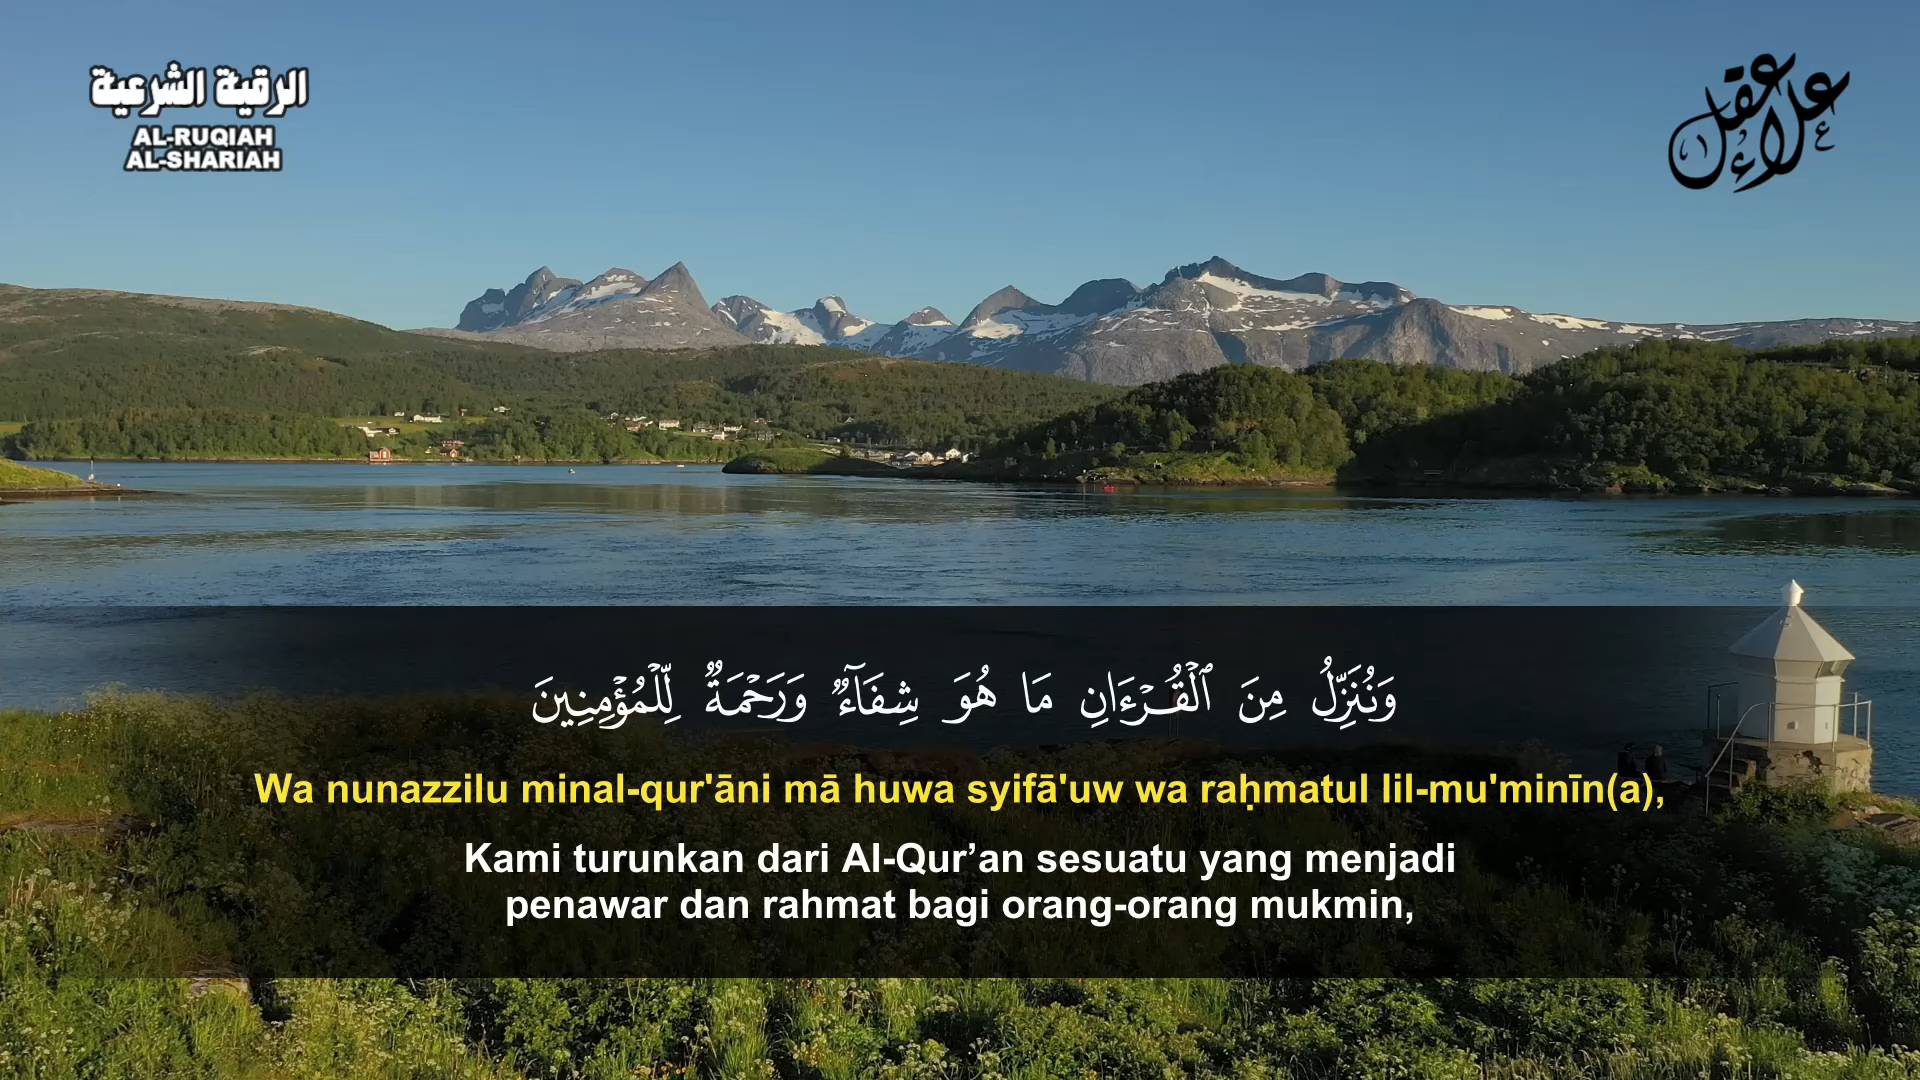 الرقية الشرعية
AL-RUQIAH
AL-SHARIAH
علاء عقل
وَنُنَزِّلُ مِنَ ٱلْقُرْءَانِ مَا هُوَ شِفَآءٌ وَرَحْمَةٌ لِّلْمُؤْمِنِينَ
Wa nunazzilu minal-qur'āni mā huwa syifā'uw wa raḥmatul lil-mu'minīn(a),
Kami turunkan dari Al-Qur’an sesuatu yang menjadi
penawar dan rahmat bagi orang-orang mukmin,